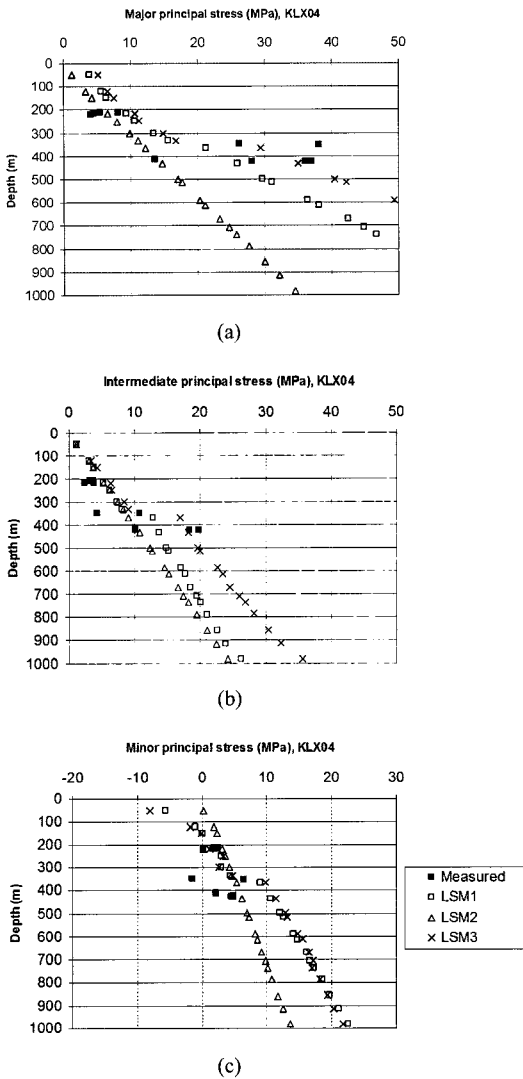 Major principal stress (MPa), KLX04
0 10 20 30 40 50
0
100
200
300
400
500
600
700
800
900
1000
Depth (m)
(a)
Intermediate principal stress (MPa), KLX04
0 10 20 30 40 50
0
100
200
300
400
500
600
700
800
900
1000
Depth (m)
(b)
Minor principal stress (MPa), KLX04
-20 -10 0 10 20 30
0
100
200
300
400
500
600
700
800
900
1000
Depth (m)
Measured
LSM1
LSM2
LSM3
(c)